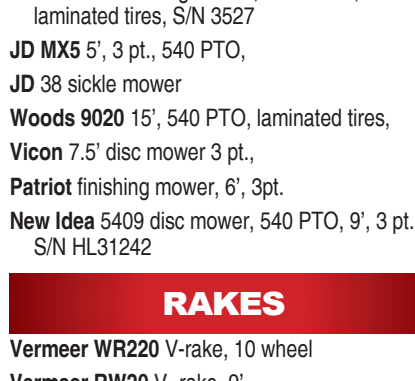 laminated tires, S/N 3527
JD MX5 5’, 3 pt., 540 PTO,
JD 38 sickle mower
Woods 9020 15’, 540 PTO, laminated tires,
Vicon 7.5’ disc mower 3 pt.,
Patriot finishing mower, 6’, 3pt.
New Idea 5409 disc mower, 540 PTO, 9’, 3 pt.
S/N HL31242
RAKES
Vermeer WR220 V-rake, 10 wheel